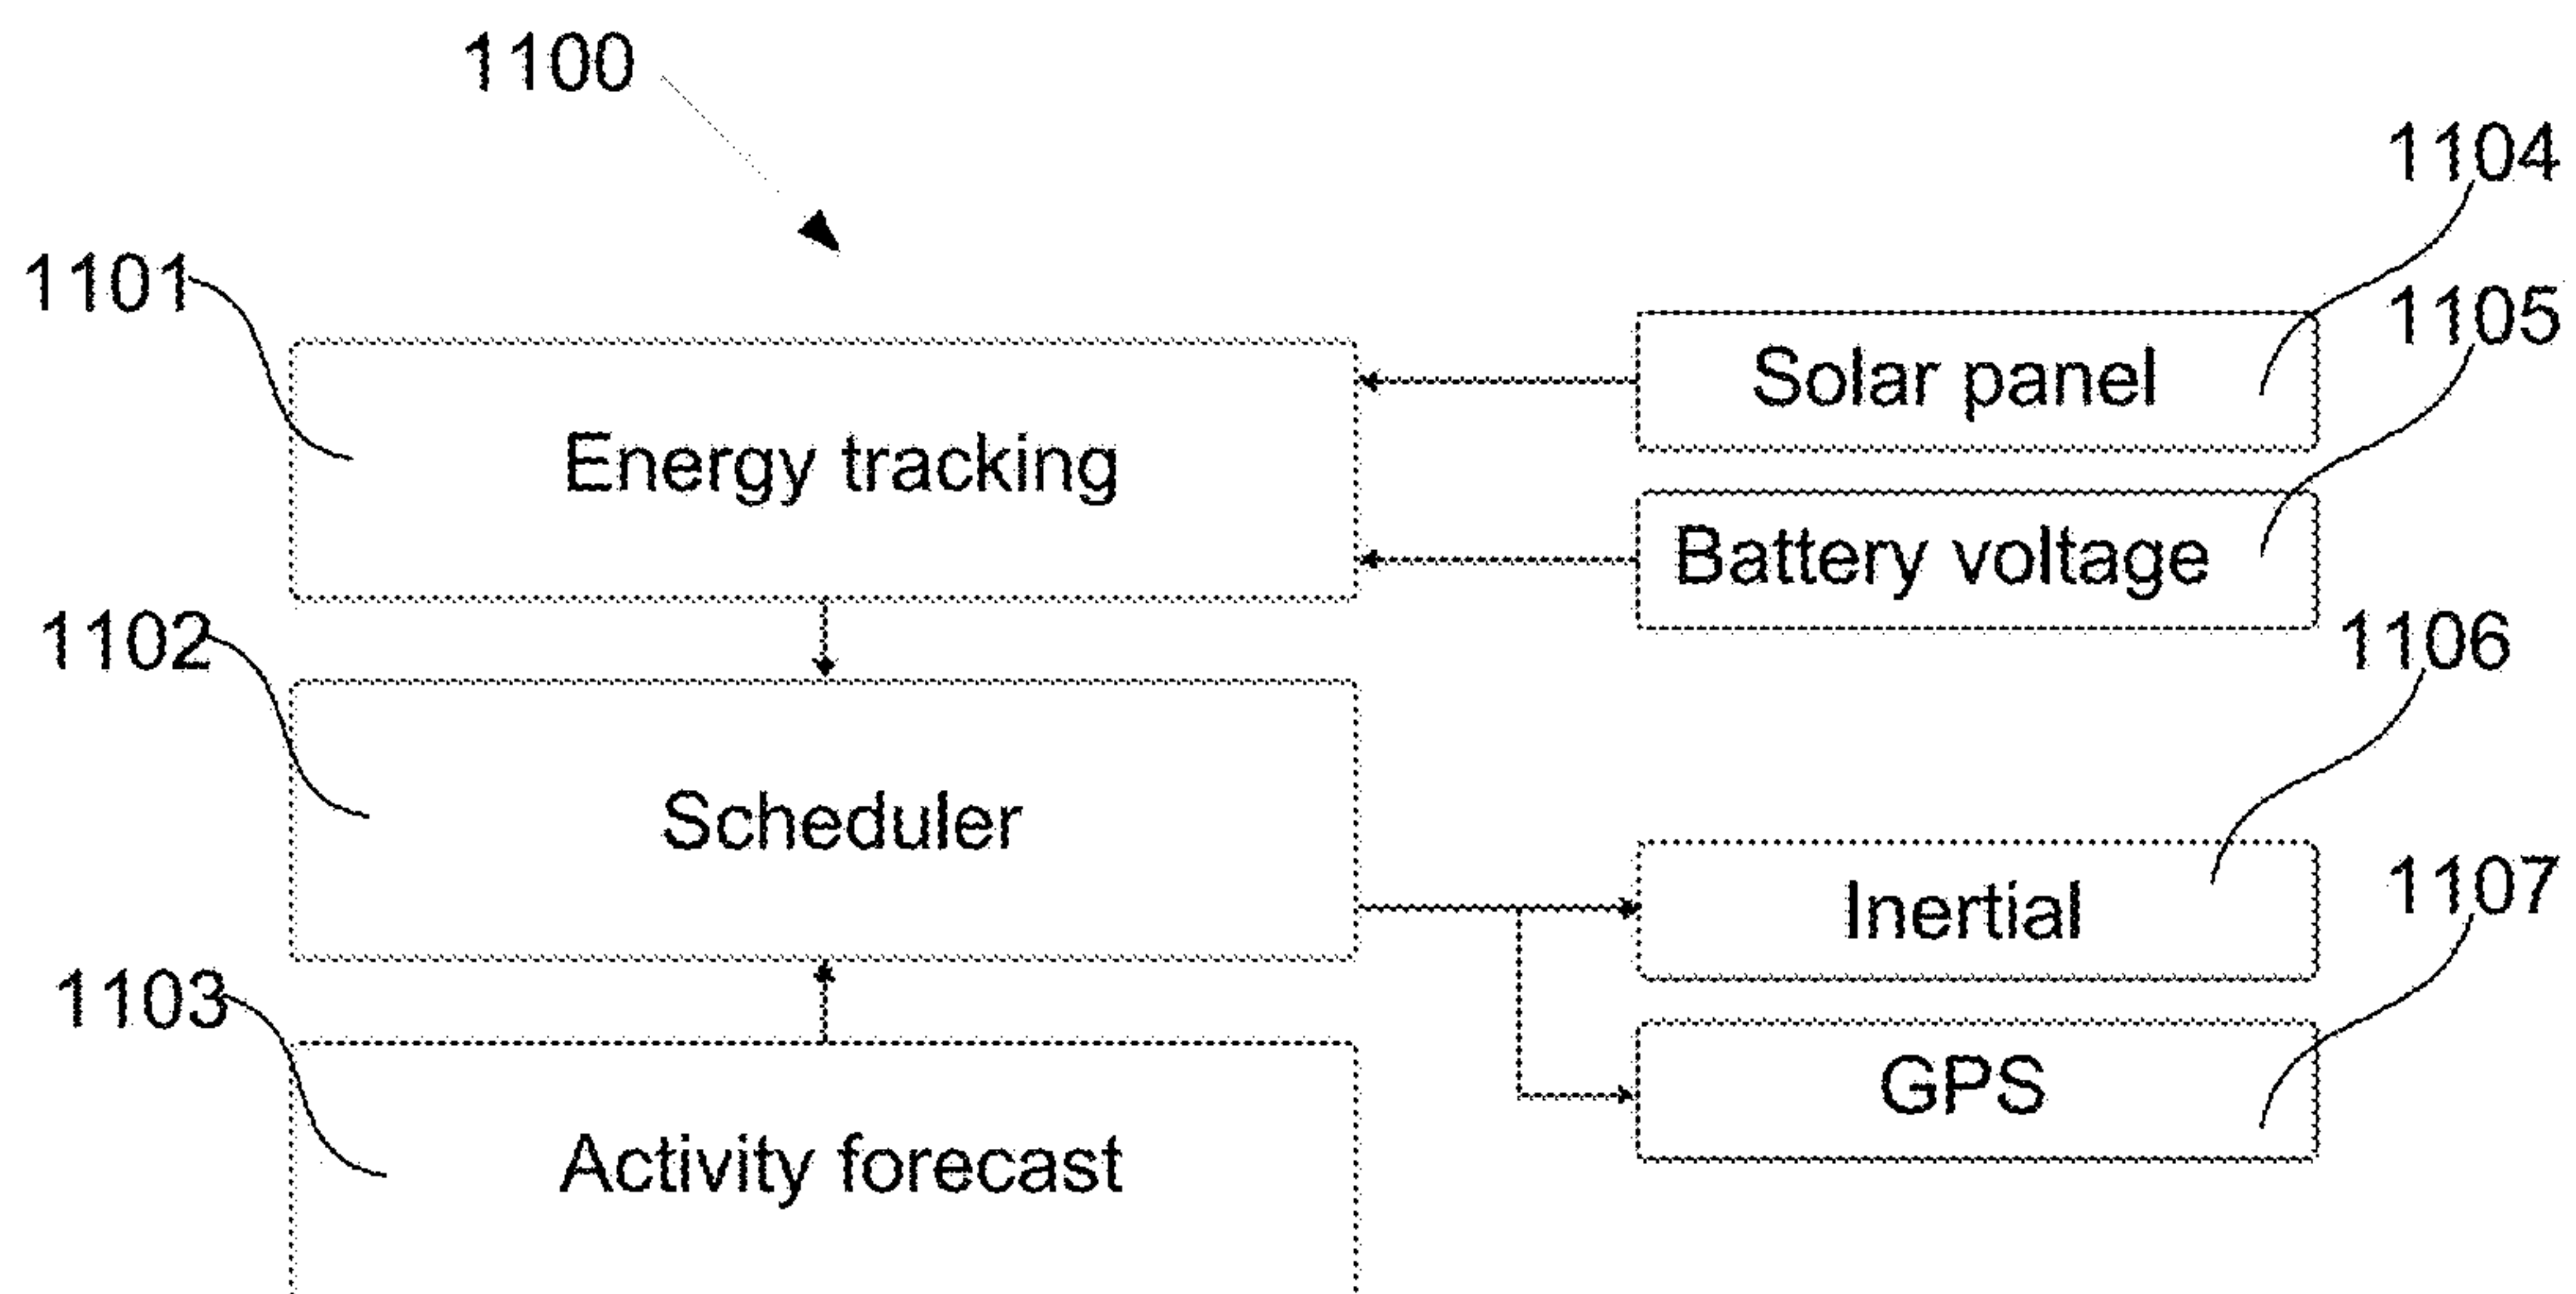 1100
1104
1101
1105
Solar panel
Energy tracking
Battery voltage
1102
1106
Scheduler
Inertial
1107
1103
GPS
Activity forecast